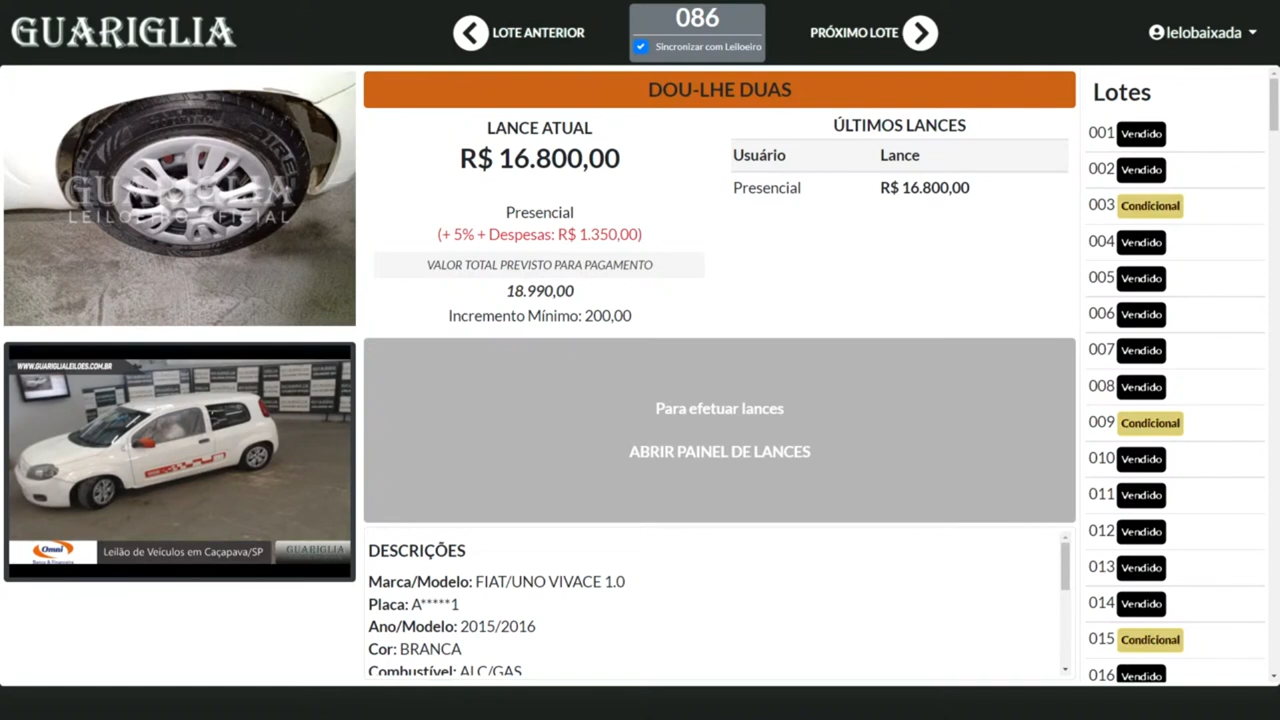 GUARIGLIA
LOTE ANTERIOR
086
Sincronizar com Leiloeiro
PRÓXIMO LOTE
lelobaixada
GUARIGLIA
LEILOEIRO OFICIAL
DOU-LHE DUAS
LANCE ATUAL
R$ 16.800,00
Presencial
(+ 5% + Despesas: R$ 1.350,00)
VALOR TOTAL PREVISTO PARA PAGAMENTO
18.990,00
Incremento Mínimo: 200,00
ÚLTIMOS LANCES
Usuário Lance
Presencial R$ 16.800,00
Para efetuar lances
ABRIR PAINEL DE LANCES
WWW.GUARIGLIALEILOES.COM.BR
Omni
Leilão de Veículos em Caçapava/SP
GUARIGLIA
DESCRIÇÕES
Marca/Modelo: FIAT/UNO VIVACE 1.0
Placa: A*****1
Ano/Modelo: 2015/2016
Cor: BRANCA
Combustível: ALC/GAS
Lotes
001 Vendido
002 Vendido
003 Condicional
004 Vendido
005 Vendido
006 Vendido
007 Vendido
008 Vendido
009 Condicional
010 Vendido
011 Vendido
012 Vendido
013 Vendido
014 Vendido
015 Condicional
016 Vendido